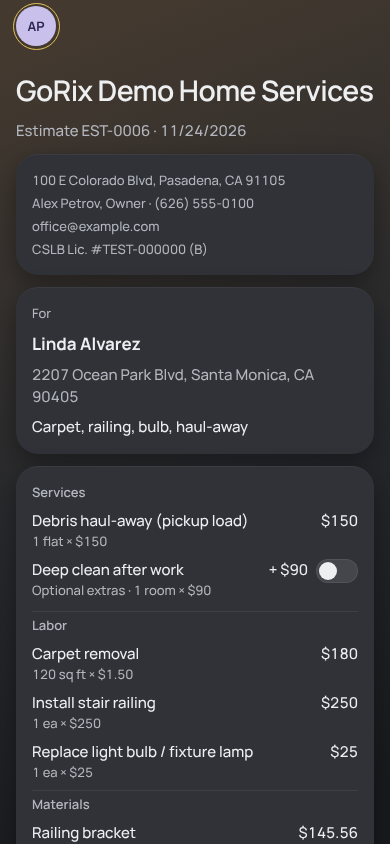 AP
GoRix Demo Home Services
Estimate EST-0006 · 11/24/2026
100 E Colorado Blvd, Pasadena, CA 91105
Alex Petrov, Owner · (626) 555-0100
office@example.com
CSLB Lic. #TEST-000000 (B)
For
Linda Alvarez
2207 Ocean Park Blvd, Santa Monica, CA
90405
Carpet, railing, bulb, haul-away
Services
Debris haul-away (pickup load) $150
1 flat × $150
Deep clean after work + $90
Optional extras · 1 room × $90
Labor
Carpet removal $180
120 sq ft × $1.50
Install stair railing $250
1 ea × $250
Replace light bulb / fixture lamp $25
1 ea × $25
Materials
Railing bracket $145.56